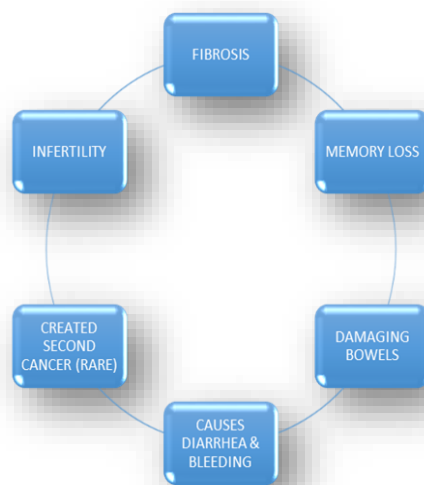 FIBROSIS
MEMORY LOSS
DAMAGING
BOWELS
CAUSES
DIARRHEA &
BLEEDING
CREATED
SECOND
CANCER (RARE)
INFERTILITY